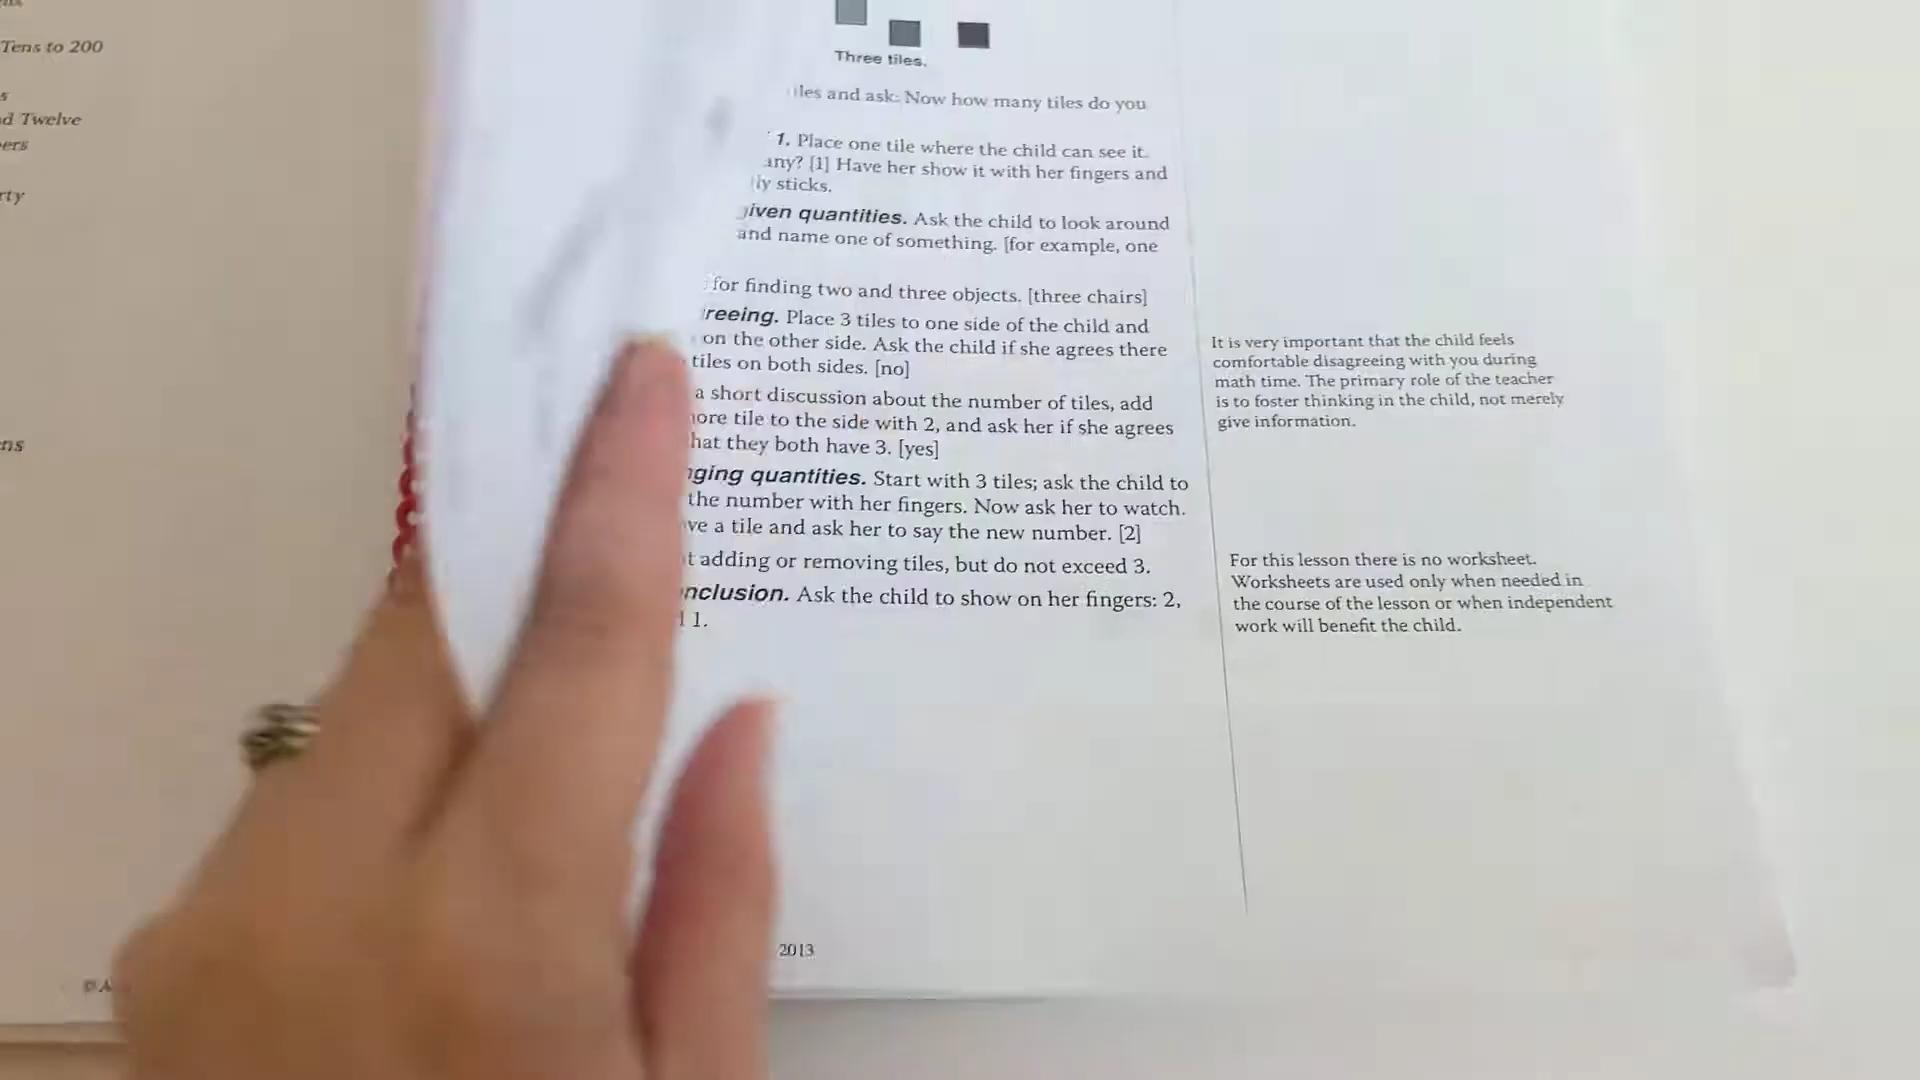 Tens to 200
s
d Twelve
ers
rty
ns
Three tiles.
iles and ask: Now how many tiles do you
1. Place one tile where the child can see it.
any? [1] Have her show it with her fingers and
ly sticks.
iven quantities. Ask the child to look around
and name one of something. [for example, one
for finding two and three objects. [three chairs]
reeing. Place 3 tiles to one side of the child and
on the other side. Ask the child if she agrees there
tiles on both sides. [no]
a short discussion about the number of tiles, add
ore tile to the side with 2, and ask her if she agrees
hat they both have 3. [yes]
ging quantities. Start with 3 tiles; ask the child to
the number with her fingers. Now ask her to watch.
ve a tile and ask her to say the new number. [2]
t adding or removing tiles, but do not exceed 3.
nclusion. Ask the child to show on her fingers: 2,
1.
It is very important that the child feels
comfortable disagreeing with you during
math time. The primary role of the teacher
is to foster thinking in the child, not merely
give information.
For this lesson there is no worksheet.
Worksheets are used only when needed in
the course of the lesson or when independent
work will benefit the child.
© A
2013